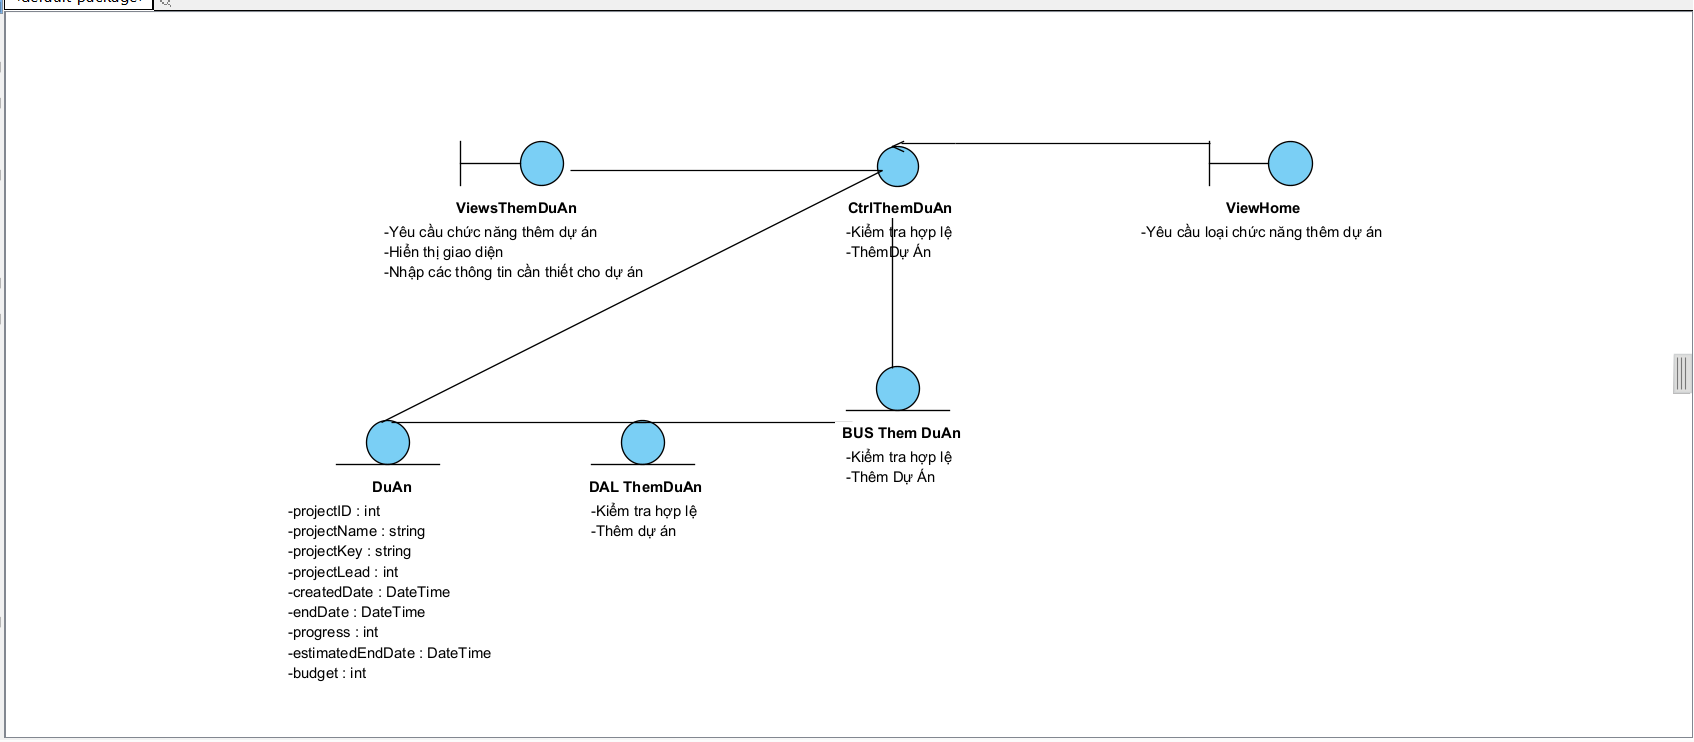 default package
ViewsThemDuAn
-Yêu cầu chức năng thêm dự án
-Hiển thị giao diện
-Nhập các thông tin cần thiết cho dự án
CtrlThemDuAn
-Kiểm tra hợp lệ
-ThêmDự Án
ViewHome
-Yêu cầu loại chức năng thêm dự án
BUS Them DuAn
-Kiểm tra hợp lệ
-Thêm Dự Án
DuAn
-projectID : int
-projectName : string
-projectKey : string
-projectLead : int
-createdDate : DateTime
-endDate : DateTime
-progress : int
-estimatedEndDate : DateTime
-budget : int
DAL ThemDuAn
-Kiểm tra hợp lệ
-Thêm dự án